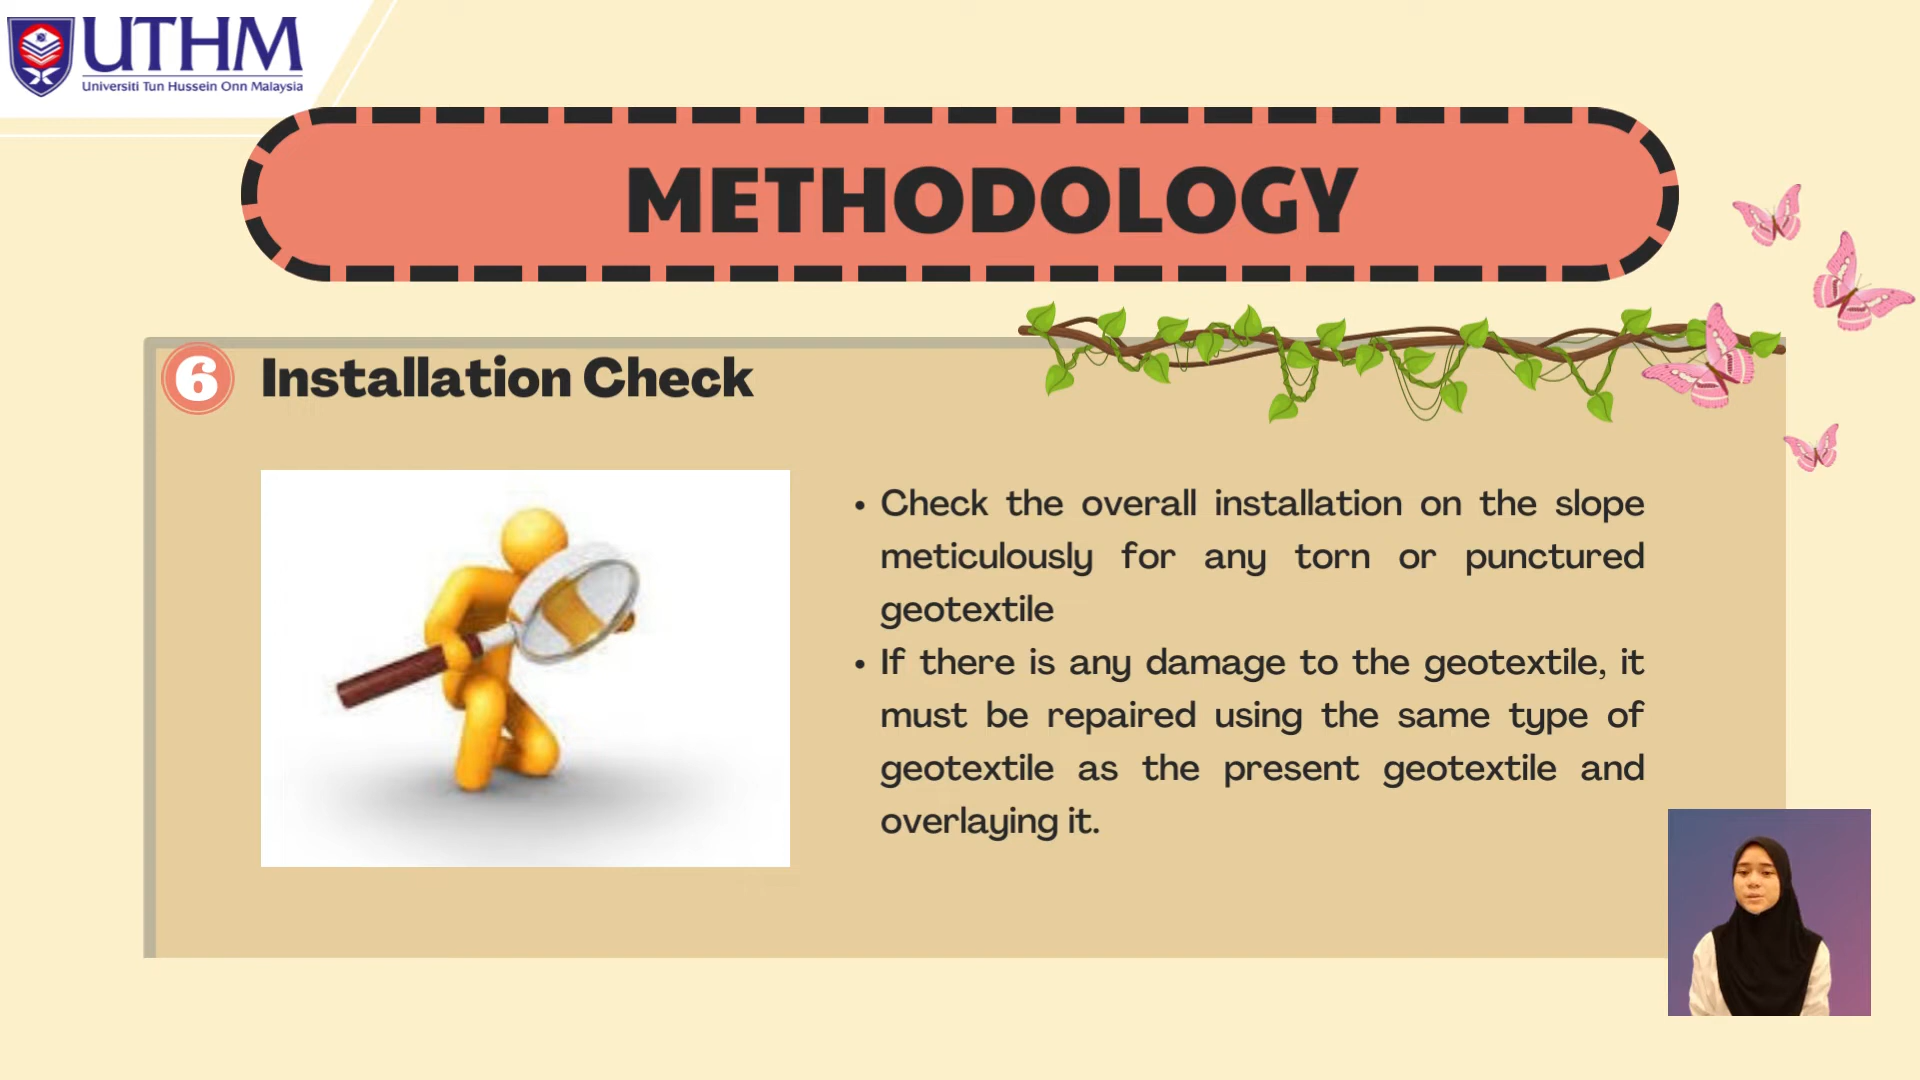 UTHM
Universiti Tun Hussein Onn Malaysia
METHODOLOGY
6 Installation Check
• Check the overall installation on the slope
meticulously for any torn or punctured
geotextile
• If there is any damage to the geotextile, it
must be repaired using the same type of
geotextile as the present geotextile and
overlaying it.